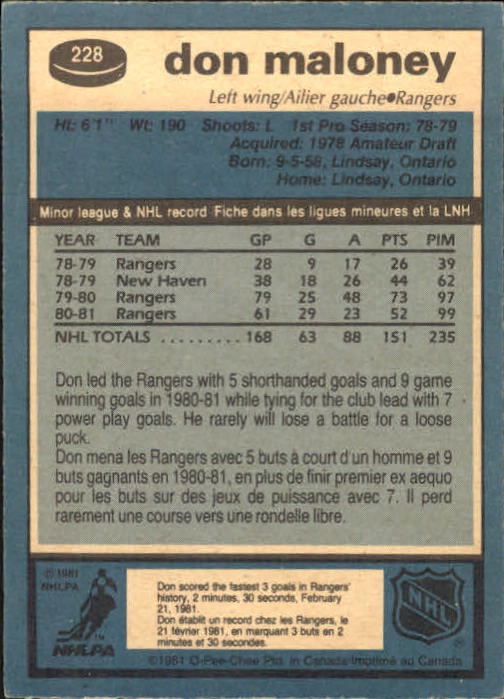 228
don maloney
Left wing/Ailier gauche●Rangers
Ht: 6'1" Wt: 190 Shoots: L 1st Pro Season: 78-79
Acquired: 1978 Amateur Draft
Born: 9-5-58, Lindsay, Ontario
Home: Lindsay, Ontario
Minor league & NHL record Fiche dans les ligues mineures et la LNH
YEAR TEAM GP G A PTS PIM
78-79 Rangers 28 9 17 26 39
78-79 New Haven 38 18 26 44 62
79-80 Rangers 79 25 48 73 97
80-81 Rangers 61 29 23 52 99
NHL TOTALS ......... 168 63 88 151 235
Don led the Rangers with 5 shorthanded goals and 9 game
winning goals in 1980-81 while tying for the club lead with 7
power play goals. He rarely will lose a battle for a loose
puck.
Don mena les Rangers avec 5 buts à court d'un homme et 9
buts gagnants en 1980-81, en plus de finir premier ex aequo
pour les buts sur des jeux de puissance avec 7. Il perd
rarement une course vers une rondelle libre.
© 1981
NHLPA
NHLPA
Don scored the fastest 3 goals in Rangers'
history, 2 minutes, 30 seconds, February
21, 1981.
Don établit un record chez les Rangers, le
21 février 1981, en marquant 3 buts en 2
minutes et 30 secondes.
NHL
©1981 O-Pee-Chee Ptd. in Canada/Imprimé au Canada